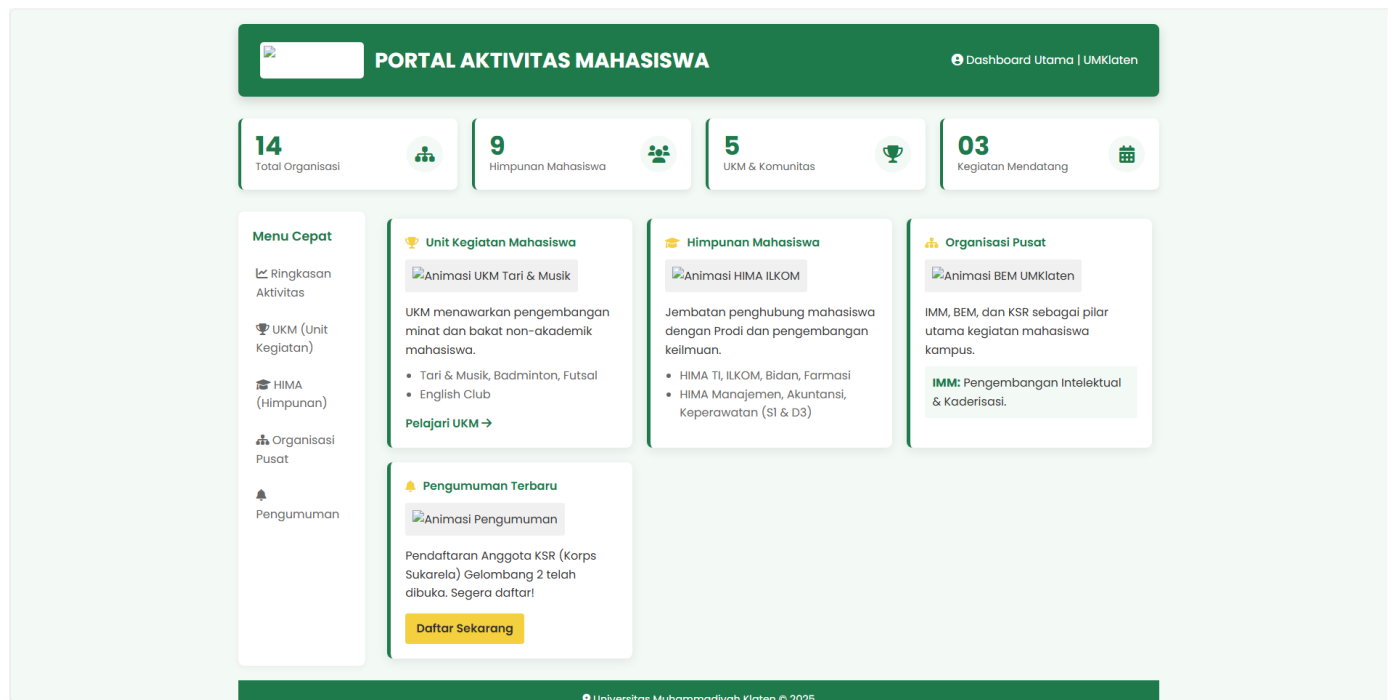 PORTAL AKTIVITAS MAHASISWA
Dashboard Utama | UMKlaten
14
Total Organisasi
9
Himpunan Mahasiswa
5
UKM & Komunitas
03
Kegiatan Mendatang
Menu Cepat
Ringkasan
Aktivitas
UKM (Unit
Kegiatan)
HIMA
(Himpunan)
Organisasi
Pusat
Pengumuman
Unit Kegiatan Mahasiswa
Animasi UKM Tari & Musik
UKM menawarkan pengembangan
minat dan bakat non-akademik
mahasiswa.
Tari & Musik, Badminton, Futsal
English Club
Pelajari UKM
Himpunan Mahasiswa
Animasi HIMA ILKOM
Jembatan penghubung mahasiswa
dengan Prodi dan pengembangan
keilmuan.
HIMA TI, ILKOM, Bidan, Farmasi
HIMA Manajemen, Akuntansi,
Keperawatan (S1 & D3)
Organisasi Pusat
Animasi BEM UMKlaten
IMM, BEM, dan KSR sebagai pilar
utama kegiatan mahasiswa
kampus.
IMM: Pengembangan Intelektual
& Kaderisasi.
Pengumuman Terbaru
Animasi Pengumuman
Pendaftaran Anggota KSR (Korps
Sukarela) Gelombang 2 telah
dibuka. Segera daftar!
Daftar Sekarang
Universitas Muhammadiyah Klaten © 2025